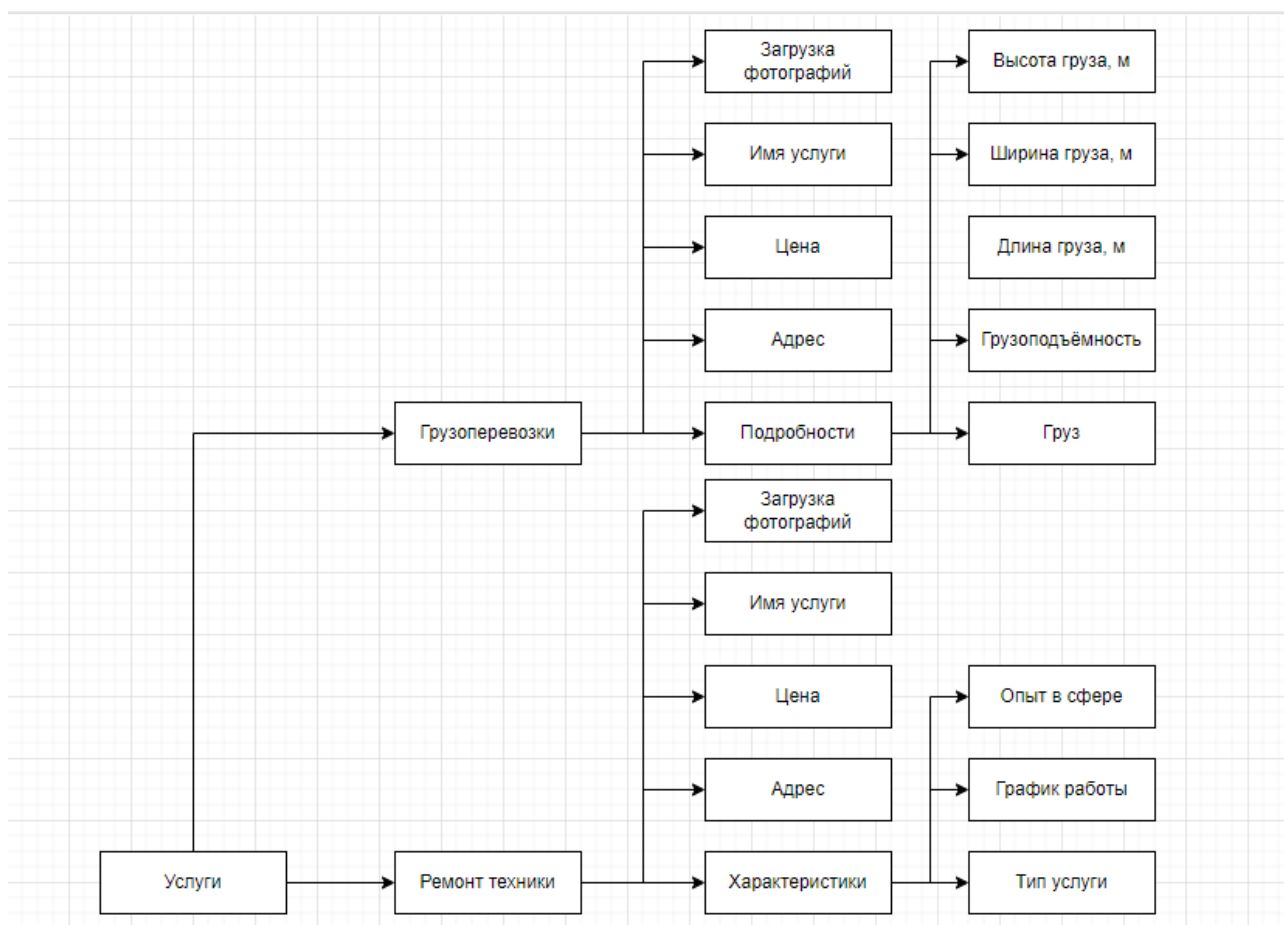 Загрузка
фотографий
Высота груза, м
Имя услуги
Ширина груза, м
Цена
Длина груза, м
Адрес
Грузоподъёмность
Грузоперевозки
Подробности
Груз
Загрузка
фотографий
Имя услуги
Цена
Опыт в сфере
Адрес
График работы
Услуги
Ремонт техники
Характеристики
Тип услуги